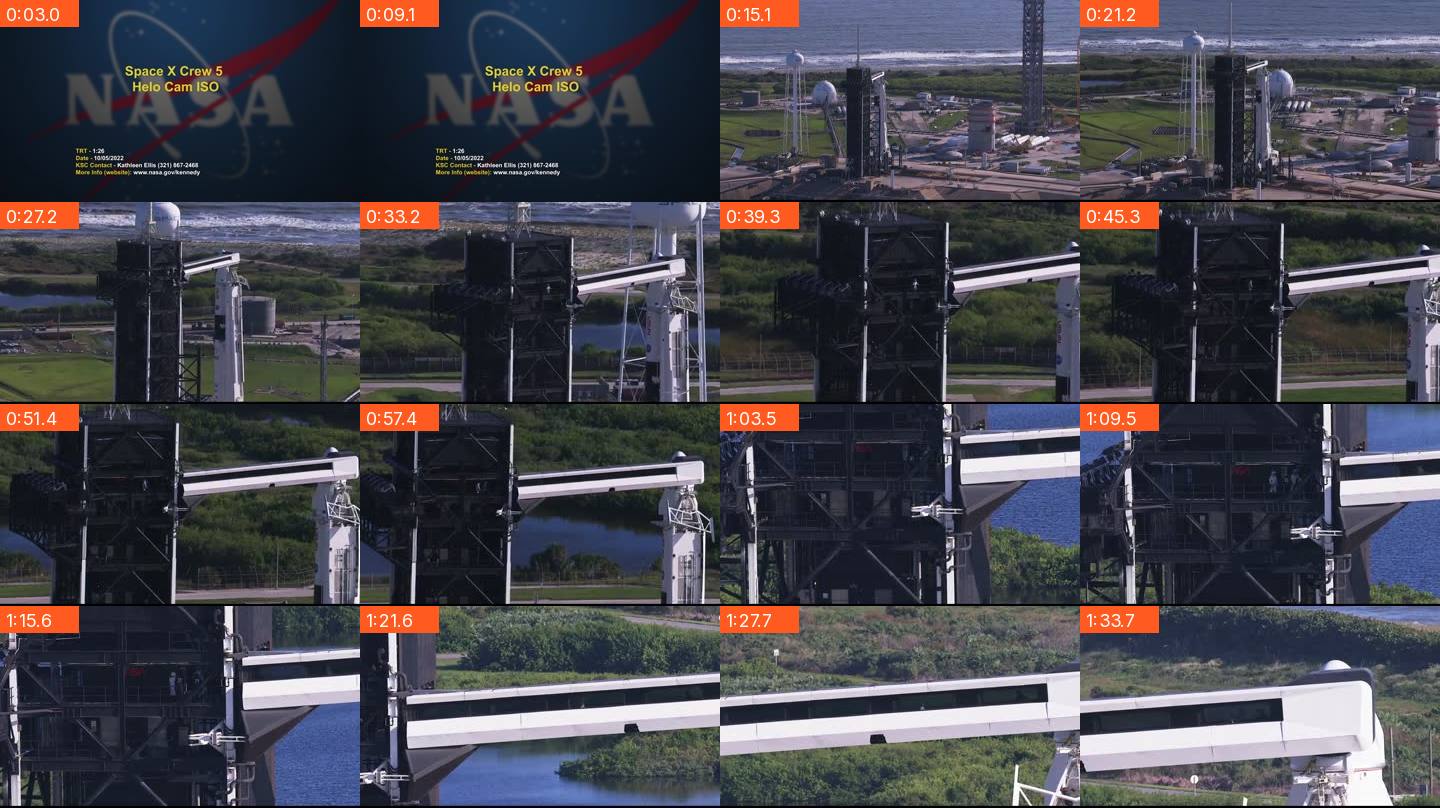 0:03.0
NASA
Space X Crew 5
Helo Cam ISO
TRT - 1:26
Date - 10/05/2022
KSC Contact - Kathleen Ellis (321) 867-2468
More Info (website): www.nasa.gov/kennedy
0:09.1
NASA
Space X Crew 5
Helo Cam ISO
TRT - 1:26
Date - 10/05/2022
KSC Contact - Kathleen Ellis (321) 867-2468
More Info (website): www.nasa.gov/kennedy
0:15.1
0:21.2
0:27.2
0:33.2
0:39.3
0:45.3
0:51.4
0:57.4
1:03.5
1:09.5
1:15.6
1:21.6
1:27.7
1:33.7